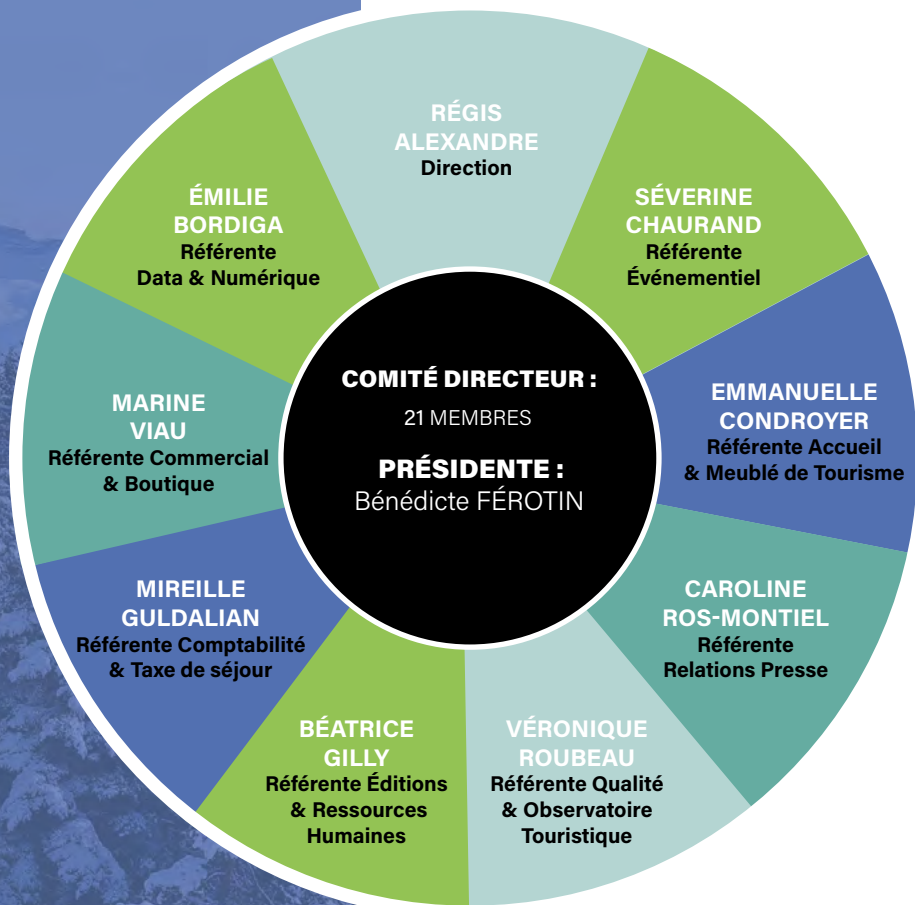 RÉGIS
ALEXANDRE
Direction
SÉVERINE
CHAURAND
Référente
Événementiel
EMMANUELLE
CONDROYER
Référente Accueil
& Meublé de Tourisme
CAROLINE
ROS-MONTIEL
Référente
Relations Presse
VÉRONIQUE
ROUBEAU
Référente Qualité
& Observatoire
Touristique
BÉATRICE
GILLY
Référente Éditions
& Ressources
Humaines
MIREILLE
GULDALIAN
Référente Comptabilité
& Taxe de séjour
MARINE
VIAU
Référente Commercial
& Boutique
ÉMILIE
BORDIGA
Référente
Data & Numérique
COMITÉ DIRECTEUR :
21 MEMBRES
PRÉSIDENTE :
Bénédicte FÉROTIN